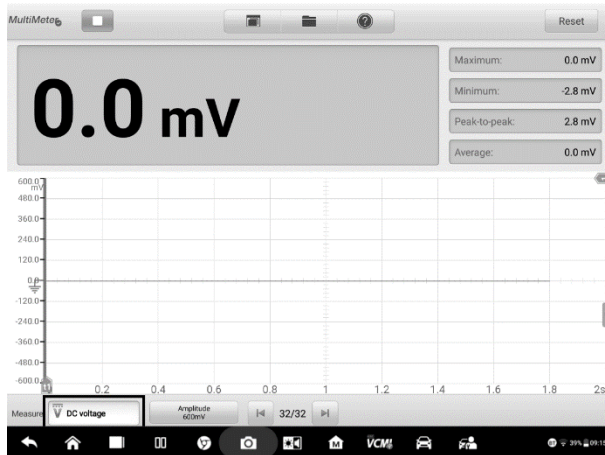 MultiMeter
Reset
0.0 mV
Maximum: 0.0 mV
Minimum: -2.8 mV
Peak-to-peak: 2.8 mV
Average: 0.0 mV
600.0
mV
480.0
360.0
240.0
120.0
0.0
-120.0
-240.0
-360.0
-480.0
-600.0
0.2 0.4 0.6 0.8 1 1.2 1.4 1.6 1.8 2s
Measure
DC voltage
Amplitude
600mV
32/32
VCMI
39% 09:15